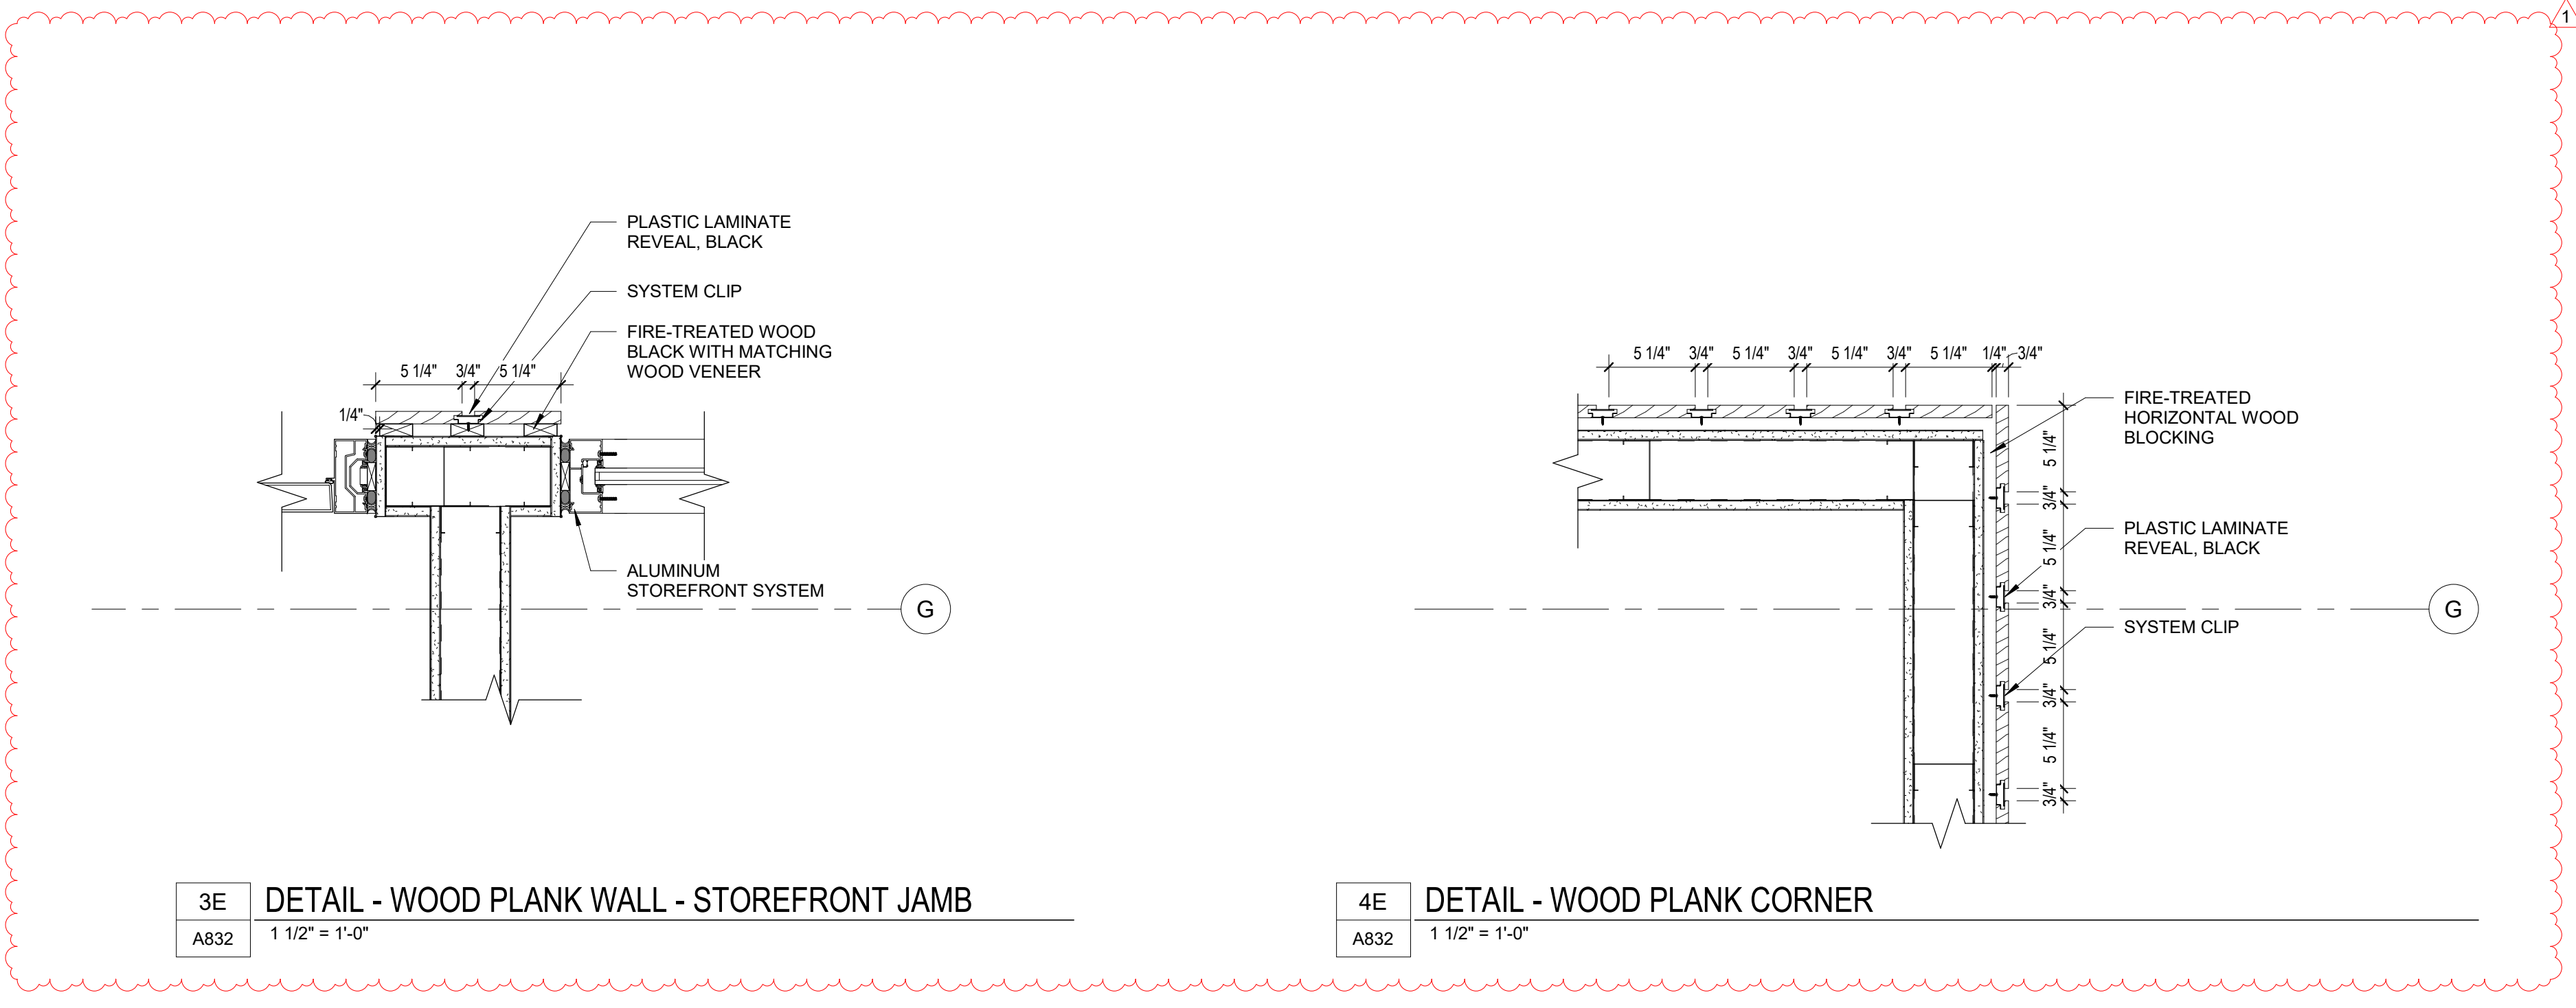 1
PLASTIC LAMINATE
REVEAL, BLACK
SYSTEM CLIP
FIRE-TREATED WOOD
BLACK WITH MATCHING
WOOD VENEER
5 1/4" 3/4" 5 1/4"
1/4"
ALUMINUM
STOREFRONT SYSTEM
G
3E
A832
DETAIL - WOOD PLANK WALL - STOREFRONT JAMB
1 1/2" = 1'-0"
5 1/4" 3/4" 5 1/4" 3/4" 5 1/4" 3/4" 5 1/4" 1/4" 3/4"
FIRE-TREATED
HORIZONTAL WOOD
BLOCKING
5 1/4"
3/4"
5 1/4"
3/4"
5 1/4"
3/4"
5 1/4"
3/4"
PLASTIC LAMINATE
REVEAL, BLACK
SYSTEM CLIP
G
4E
A832
DETAIL - WOOD PLANK CORNER
1 1/2" = 1'-0"